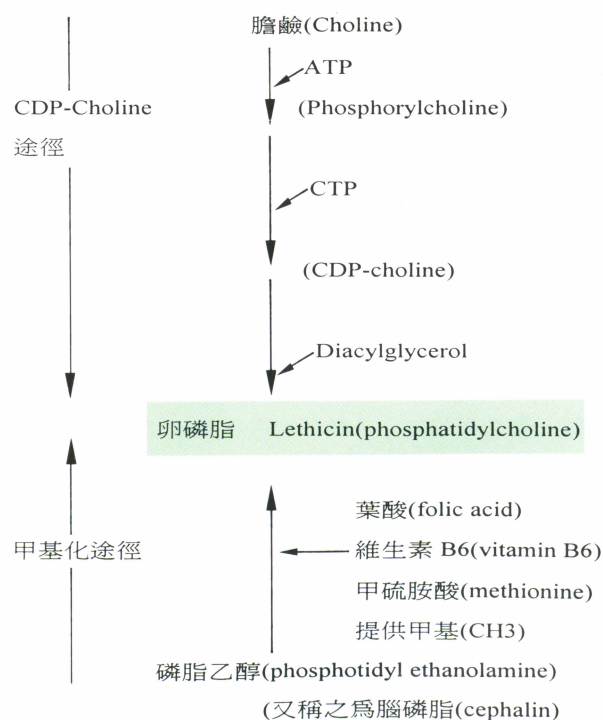 膽鹼(Choline)
ATP
CDP-Choline
途徑
(Phosphorylcholine)
CTP
(CDP-choline)
Diacylglycerol
卵磷脂 Lethicin(phosphatidylcholine)
甲基化途徑
葉酸(folic acid)
維生素 B6(vitamin B6)
甲硫胺酸(methionine)
提供甲基(CH3)
磷脂乙醇(phosphotidyl ethanolamine)
(又稱之爲腦磷脂(cephalin)